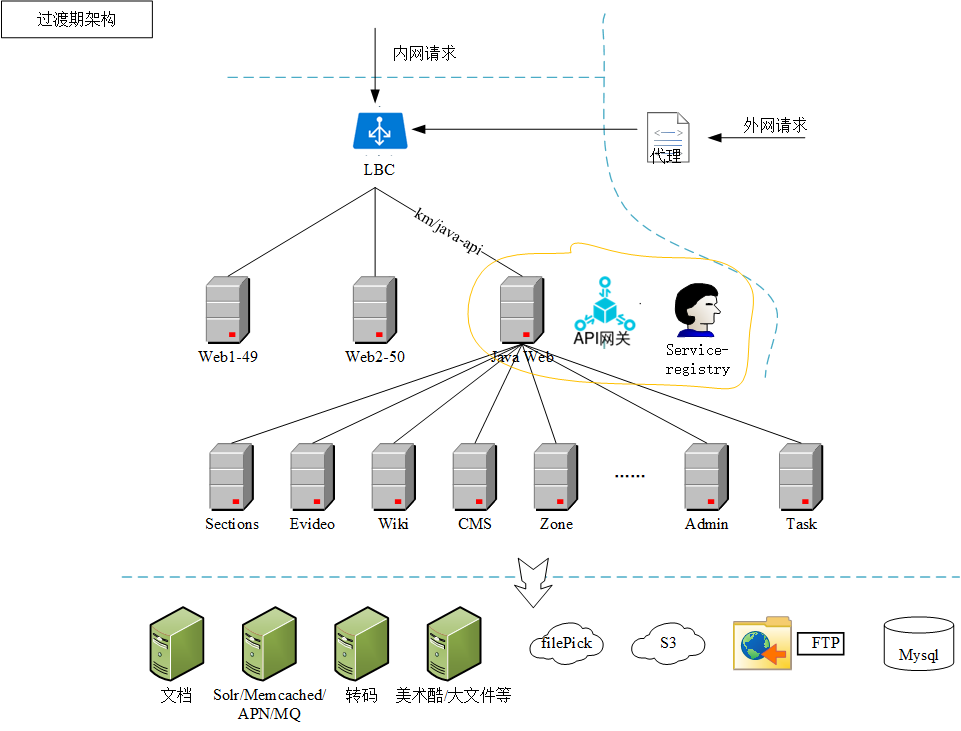 过渡期架构
内网请求
外网请求
代理
LBC
km/java-api
Web1-49
Web2-50
Java Web
API网关
Service-
registry
Sections
Evideo
Wiki
CMS
Zone
......
Admin
Task
filePick
S3
FTP
Mysql
文档
Solr/Memcached/
APN/MQ
转码
美术酷/大文件等